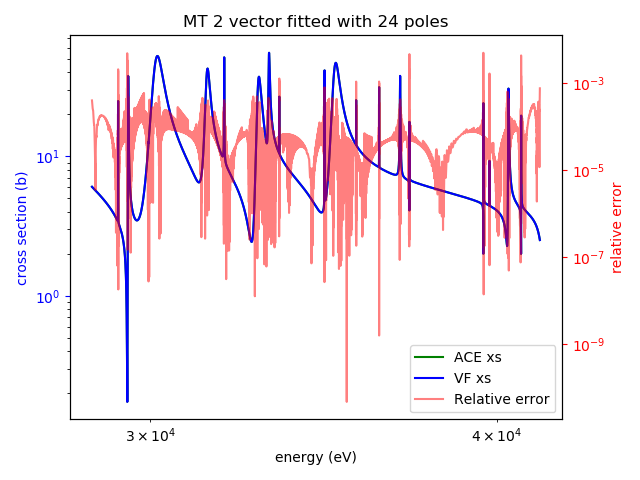 MT 2 vector fitted with 24 poles
cross section (b)
10¹
10⁰
10⁻³
10⁻⁵
10⁻⁷
10⁻⁹
relative error
ACE xs
VF xs
Relative error
3 × 10⁴
4 × 10⁴
energy (eV)